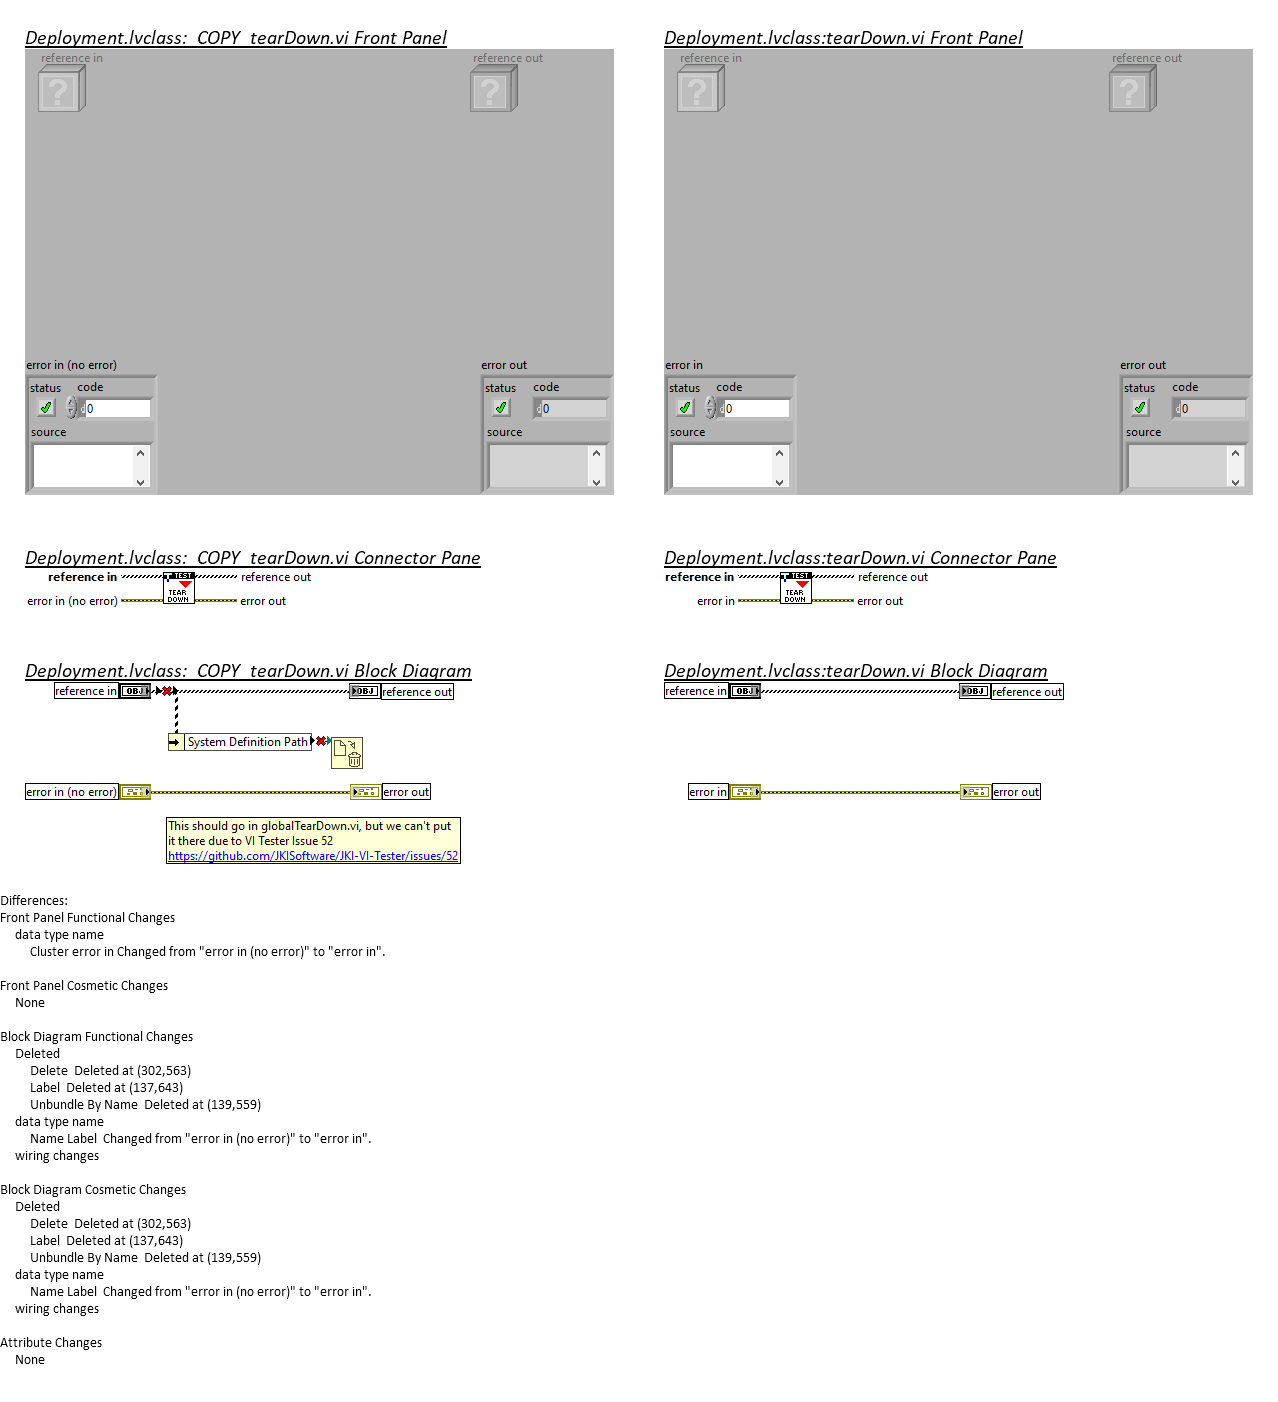 Deployment.lvclass:_COPY_tearDown.vi Front Panel
reference in
reference out
?
?
error in (no error)
error out
status code
0
source
status code
0
source
Deployment.lvclass:tearDown.vi Front Panel
reference in
reference out
?
?
error in
error out
status code
0
source
status code
0
source
Deployment.lvclass:_COPY_tearDown.vi Connector Pane
reference in
reference out
TEST
TEAR
DOWN
error in (no error)
error out
Deployment.lvclass:tearDown.vi Connector Pane
reference in
reference out
TEST
TEAR
DOWN
error in
error out
Deployment.lvclass:_COPY_tearDown.vi Block Diagram
reference in
OBJ
OBJ
reference out
System Definition Path
error in (no error)
error out
This should go in globalTearDown.vi, but we can't put
it there due to VI Tester Issue 52
https://github.com/JKISoftware/JKI-VI-Tester/issues/52
Deployment.lvclass:tearDown.vi Block Diagram
reference in
OBJ
OBJ
reference out
error in
error out
Differences:
Front Panel Functional Changes
data type name
Cluster error in Changed from "error in (no error)" to "error in".
Front Panel Cosmetic Changes
None
Block Diagram Functional Changes
Deleted
Delete  Deleted at (302,563)
Label  Deleted at (137,643)
Unbundle By Name  Deleted at (139,559)
data type name
Name Label  Changed from "error in (no error)" to "error in".
wiring changes
Block Diagram Cosmetic Changes
Deleted
Delete  Deleted at (302,563)
Label  Deleted at (137,643)
Unbundle By Name  Deleted at (139,559)
data type name
Name Label  Changed from "error in (no error)" to "error in".
wiring changes
Attribute Changes
None